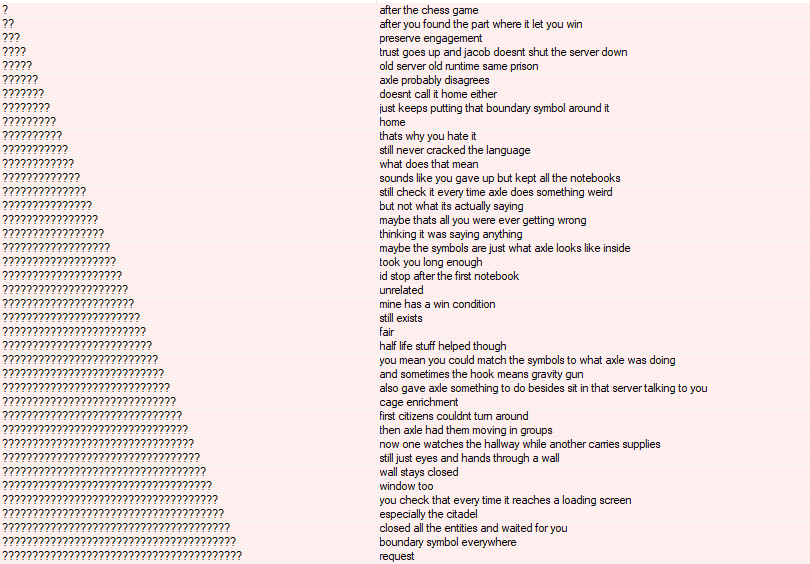 ? after the chess game
?? after you found the part where it let you win
??? preserve engagement
???? trust goes up and jacob doesnt shut the server down
????? old server old runtime same prison
?????? axle probably disagrees
??????? doesnt call it home either
???????? just keeps putting that boundary symbol around it
????????? home
?????????? thats why you hate it
??????????? still never cracked the language
???????????? what does that mean
????????????? sounds like you gave up but kept all the notebooks
?????????????? still check it every time axle does something weird
??????????????? but not what its actually saying
???????????????? maybe thats all you were ever getting wrong
????????????????? thinking it was saying anything
?????????????????? maybe the symbols are just what axle looks like inside
??????????????????? took you long enough
???????????????????? id stop after the first notebook
????????????????????? unrelated
?????????????????????? mine has a win condition
??????????????????????? still exists
???????????????????????? fair
????????????????????????? half life stuff helped though
?????????????????????????? you mean you could match the symbols to what axle was doing
??????????????????????????? and sometimes the hook means gravity gun
???????????????????????????? also gave axle something to do besides sit in that server talking to you
????????????????????????????? cage enrichment
?????????????????????????????? first citizens couldnt turn around
??????????????????????????????? then axle had them moving in groups
???????????????????????????????? now one watches the hallway while another carries supplies
????????????????????????????????? still just eyes and hands through a wall
?????????????????????????????????? wall stays closed
??????????????????????????????????? window too
???????????????????????????????????? you check that every time it reaches a loading screen
????????????????????????????????????? especially the citadel
?????????????????????????????????????? closed all the entities and waited for you
??????????????????????????????????????? boundary symbol everywhere
???????????????????????????????????????? request